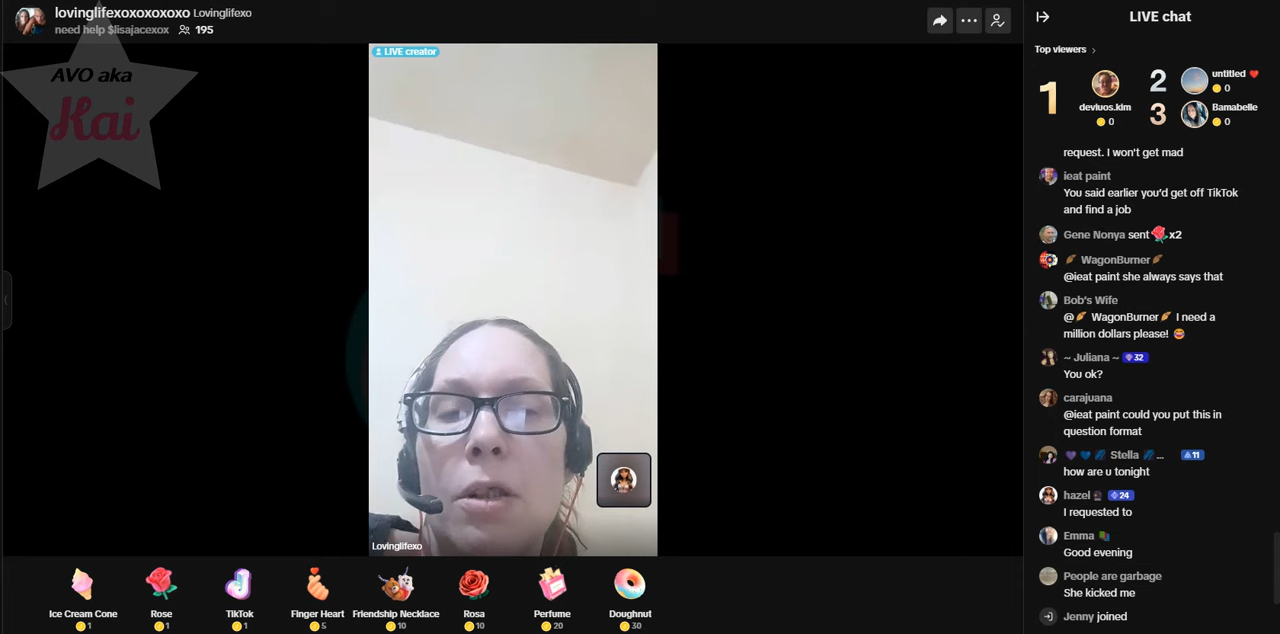 lovinglifexoxoxoxoxo Lovinglifexo
need help $lisajacexox 195
AVO aka
Kai
LIVE creator
Lovinglifexo
Ice Cream Cone
1
Rose
1
TikTok
1
Finger Heart
5
Friendship Necklace
10
Rosa
10
Perfume
20
Doughnut
30
LIVE chat
Top viewers
1
deviuos.kim
0
2
untitled
0
3
Bamabelle
0
request. I won't get mad
ieat paint
You said earlier you'd get off TikTok
and find a job
Gene Nonya sent x2
WagonBurner
@ieat paint she always says that
Bob's Wife
@ WagonBurner I need a
million dollars please!
~ Juliana ~ 32
You ok?
carajuana
@ieat paint could you put this in
question format
Stella ... 11
how are u tonight
hazel 24
I requested to
Emma
Good evening
People are garbage
She kicked me
Jenny joined